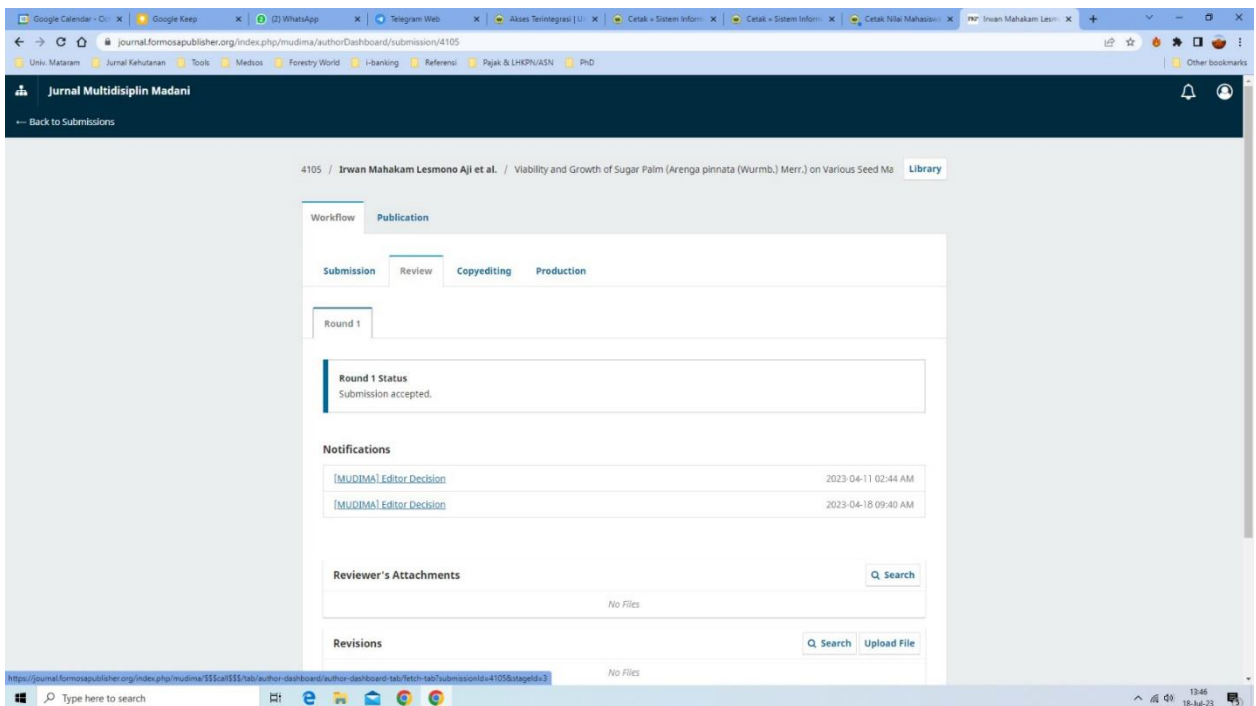 Google Calendar - Oct
Google Keep
(2) WhatsApp
Telegram Web
Akses Terintegrasi | Un
Cetak » Sistem Inform
Cetak » Sistem Inform
Cetak Nilai Mahasiswa
Irwan Mahakam Lesmo
journal.formosapublisher.org/index.php/mudima/authorDashboard/submission/4105
Univ. Mataram
Jurnal Kehutanan
Tools
Medsos
Forestry World
i-banking
Referensi
Pajak & LHKPN/ASN
PhD
Other bookmarks
Jurnal Multidisiplin Madani
← Back to Submissions
4105 / Irwan Mahakam Lesmono Aji et al. / Viability and Growth of Sugar Palm (Arenga pinnata (Wurmb.) Merr.) on Various Seed Ma
Library
Workflow
Publication
Submission
Review
Copyediting
Production
Round 1
Round 1 Status
Submission accepted.
Notifications
[MUDIMA] Editor Decision 2023-04-11 02:44 AM
[MUDIMA] Editor Decision 2023-04-18 09:40 AM
Reviewer's Attachments
Search
No Files
Revisions
Search
Upload File
No Files
https://journal.formosapublisher.org/index.php/mudima/$$$call$$$/tab/author-dashboard/author-dashboard-tab/fetch-tab?submissionId=4105&stageId=3
Type here to search
13:46
18-Jul-23